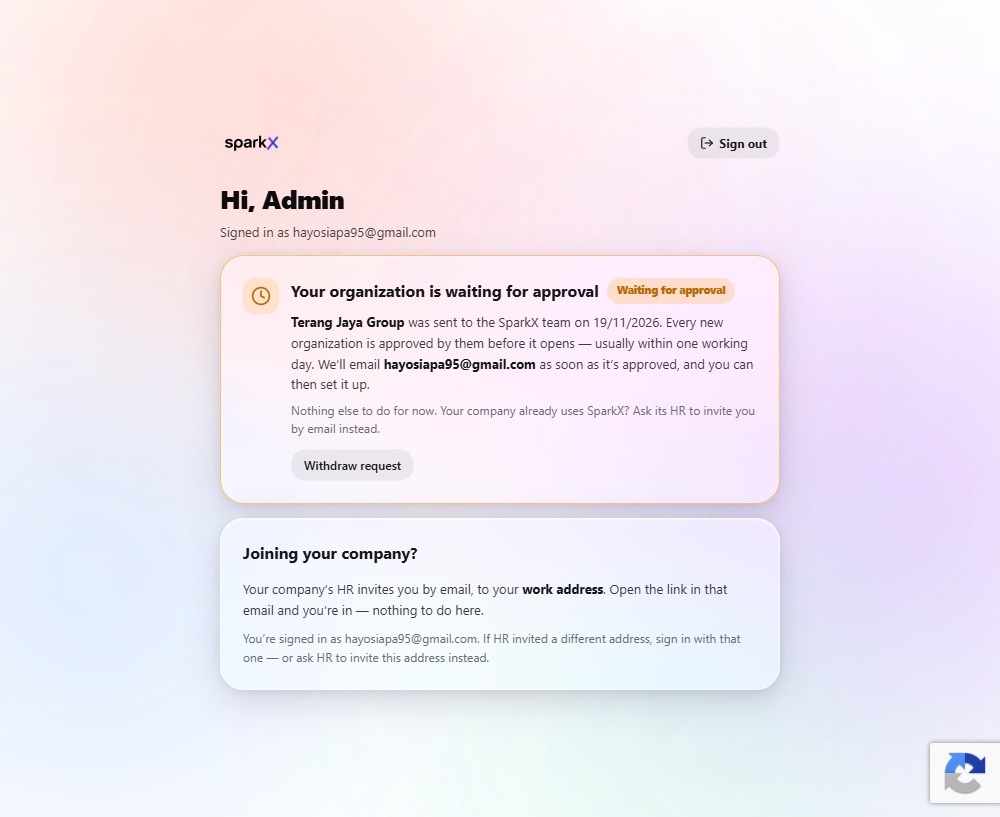 sparkX
Sign out
Hi, Admin
Signed in as hayosiapa95@gmail.com
Your organization is waiting for approval
Waiting for approval
Terang Jaya Group was sent to the SparkX team on 19/11/2026. Every new
organization is approved by them before it opens — usually within one working
day. We’ll email hayosiapa95@gmail.com as soon as it’s approved, and you can
then set it up.
Nothing else to do for now. Your company already uses SparkX? Ask its HR to invite you
by email instead.
Withdraw request
Joining your company?
Your company’s HR invites you by email, to your work address. Open the link in that
email and you’re in — nothing to do here.
You’re signed in as hayosiapa95@gmail.com. If HR invited a different address, sign in with that
one — or ask HR to invite this address instead.